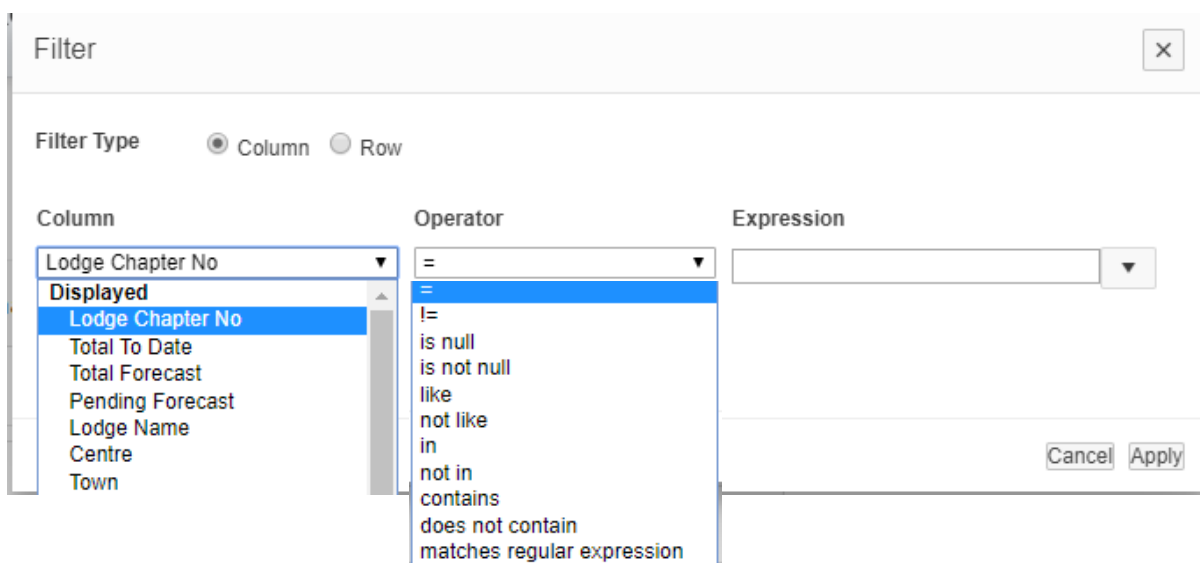 Filter
Filter Type Column Row
Column Operator Expression
Lodge Chapter No =
Displayed
Lodge Chapter No
Total To Date
Total Forecast
Pending Forecast
Lodge Name
Centre
Town
=
!=
is null
is not null
like
not like
in
not in
contains
does not contain
matches regular expression
Cancel Apply